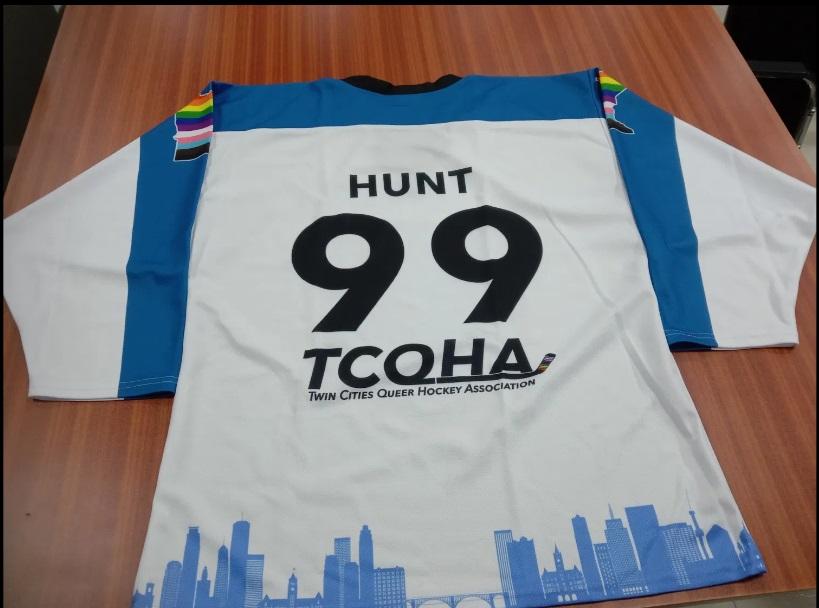 HUNT
99
TCQHA
TWIN CITIES QUEER HOCKEY ASSOCIATION